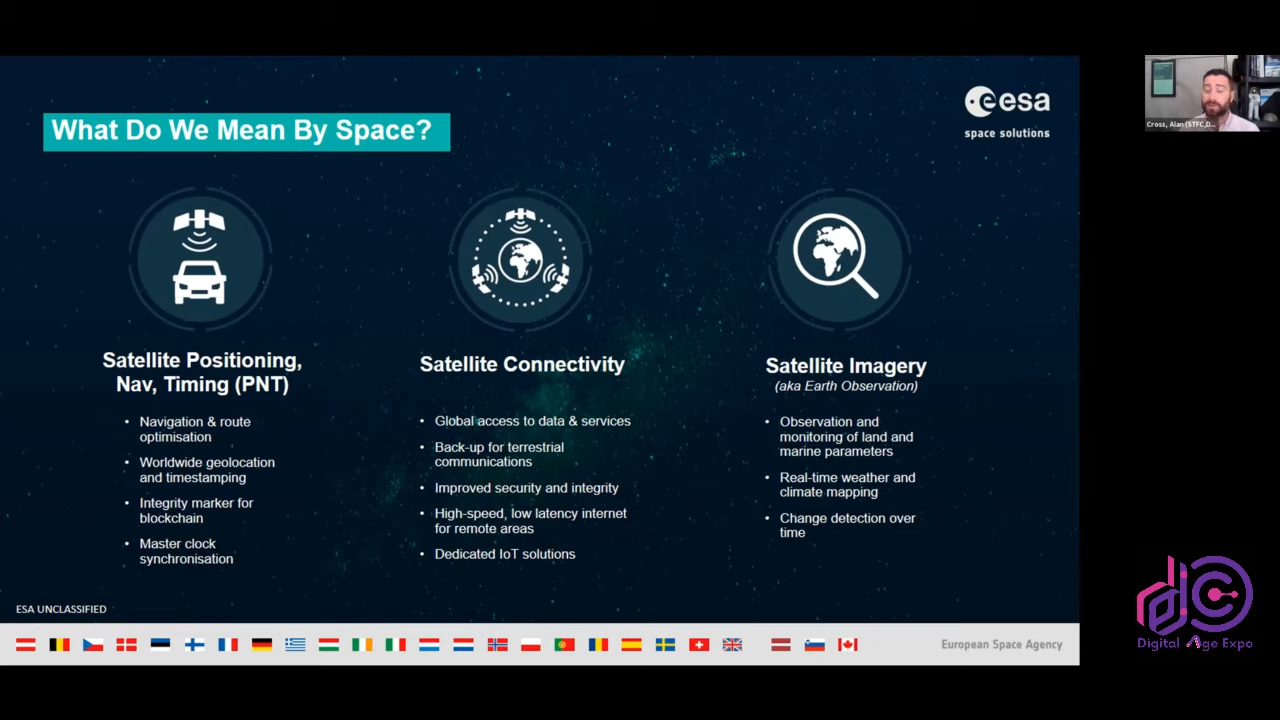 What Do We Mean By Space?
esa
space solutions
Cross, Alan (STFC,D...
Satellite Positioning,
Nav, Timing (PNT)
• Navigation & route
optimisation
• Worldwide geolocation
and timestamping
• Integrity marker for
blockchain
• Master clock
synchronisation
Satellite Connectivity
• Global access to data & services
• Back-up for terrestrial
communications
• Improved security and integrity
• High-speed, low latency internet
for remote areas
• Dedicated IoT solutions
Satellite Imagery
(aka Earth Observation)
• Observation and
monitoring of land and
marine parameters
• Real-time weather and
climate mapping
• Change detection over
time
ESA UNCLASSIFIED
European Space Agency
Digital Age Expo